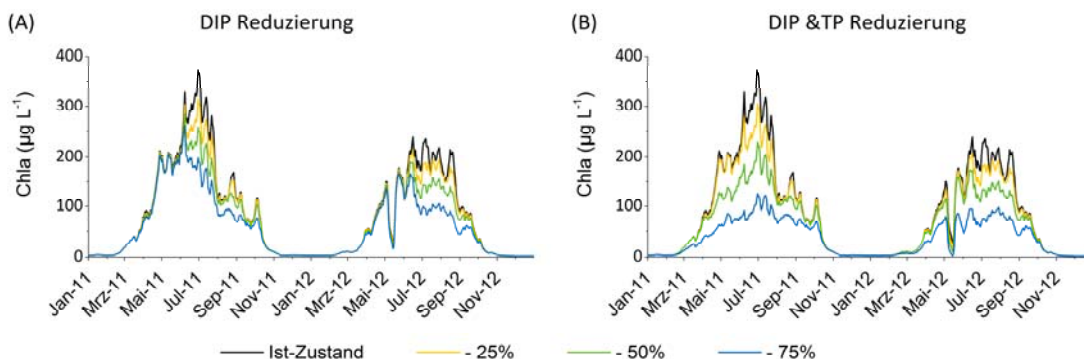 (A) DIP Reduzierung
Chla (µg L⁻¹)
400
300
200
100
0
Jan-11 Mrz-11 Mai-11 Jul-11 Sep-11 Nov-11 Jan-12 Mrz-12 Mai-12 Jul-12 Sep-12 Nov-12
(B) DIP &TP Reduzierung
Chla (µg L⁻¹)
400
300
200
100
0
Jan-11 Mrz-11 Mai-11 Jul-11 Sep-11 Nov-11 Jan-12 Mrz-12 Mai-12 Jul-12 Sep-12 Nov-12
Ist-Zustand - 25% - 50% - 75%